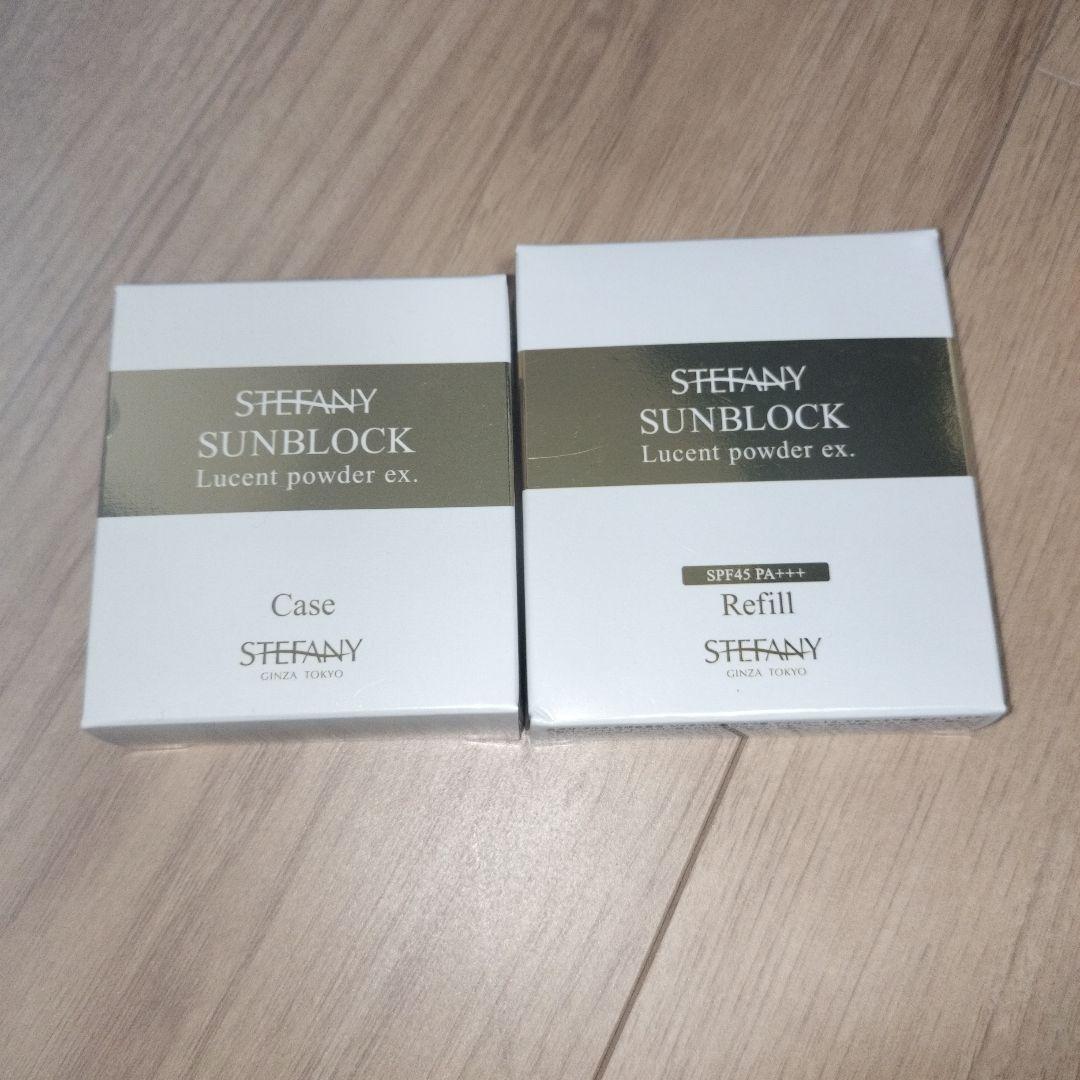 STEFANY
SUNBLOCK
Lucent powder ex.
Case
STEFANY
GINZA TOKYO
STEFANY
SUNBLOCK
Lucent powder ex.
SPF45 PA+++
Refill
STEFANY
GINZA TOKYO